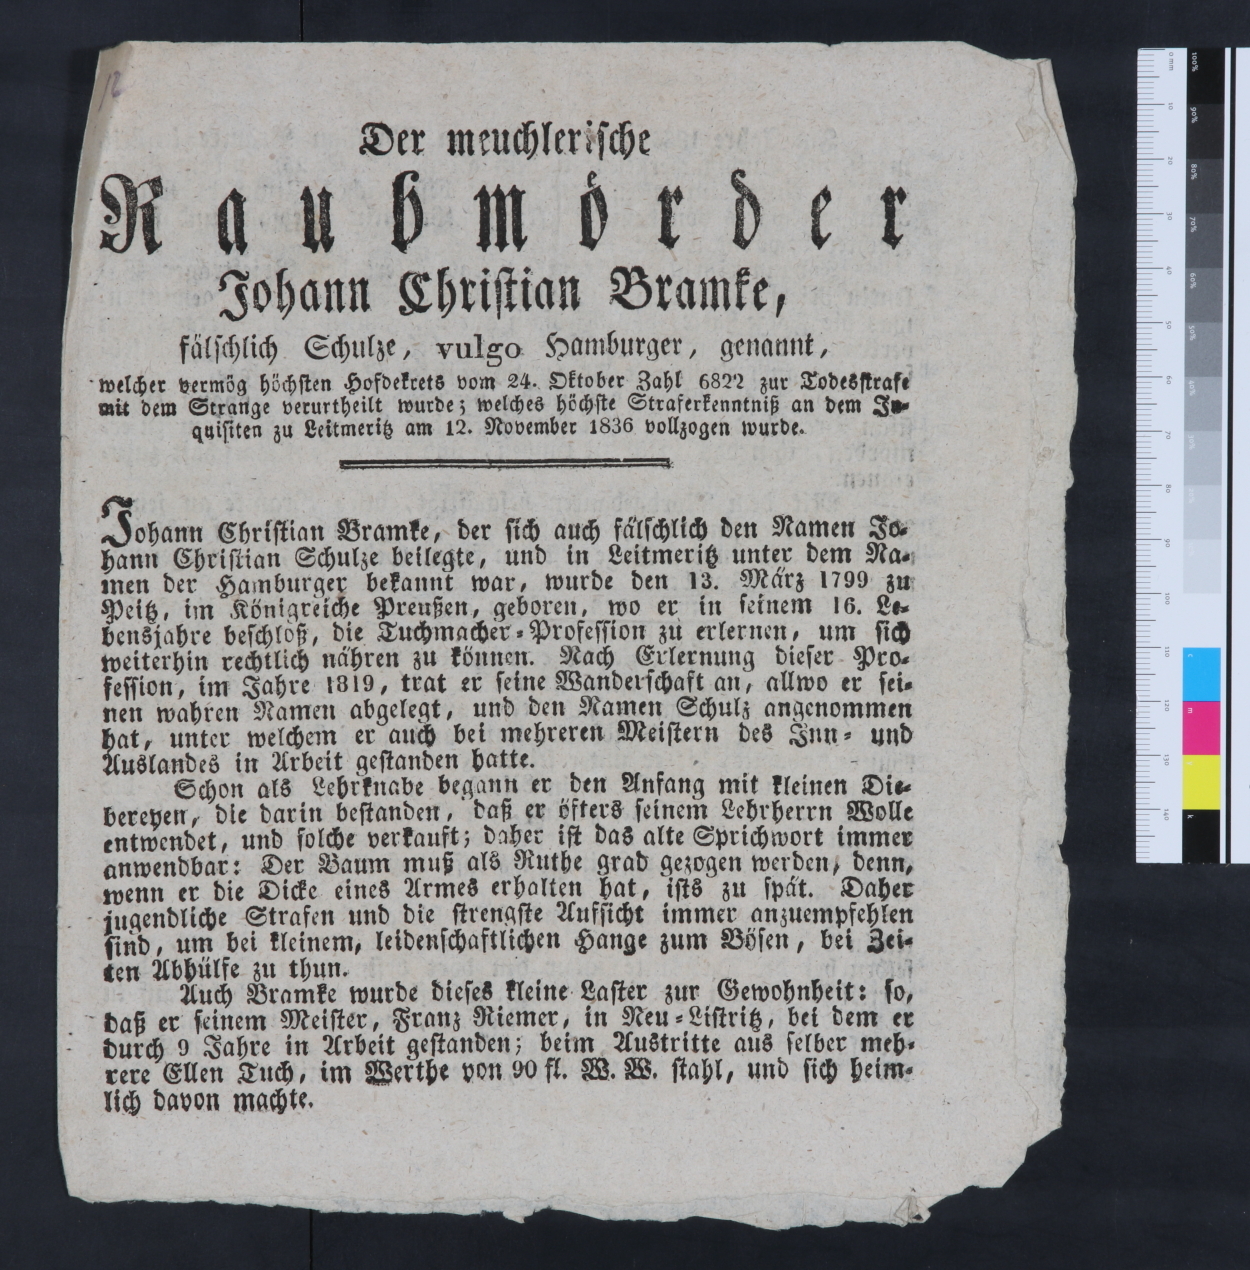 Der meuchlerische
Raubmörder
Johann Christian Bramke,
fälschlich Schulze, vulgo Hamburger, genannt,
welcher vermög höchsten Hofdekrets vom 24. Oktober Zahl 6822 zur Todesstrafe
mit dem Strange verurtheilt wurde; welches höchste Straferkenntniß an dem In-
quisiten zu Leitmeritz am 12. November 1836 vollzogen wurde.
Johann Christian Bramke, der sich auch fälschlich den Namen Jo-
hann Christian Schulze beilegte, und in Leitmeritz unter dem Na-
men der Hamburger bekannt war, wurde den 13. März 1799 zu
Peitz, im Königreiche Preußen, geboren, wo er in seinem 16. Le-
bensjahre beschloß, die Tuchmacher-Profession zu erlernen, um sich
weiterhin rechtlich nähren zu können. Nach Erlernung dieser Pro-
fession, im Jahre 1819, trat er seine Wanderschaft an, allwo er sei-
nen wahren Namen abgelegt, und den Namen Schulz angenommen
hat, unter welchem er auch bei mehreren Meistern des Inn- und
Auslandes in Arbeit gestanden hatte.
Schon als Lehrknabe begann er den Anfang mit kleinen Die-
bereyen, die darin bestanden, daß er öfters seinem Lehrherrn Wolle
entwendet, und solche verkauft; daher ist das alte Sprichwort immer
anwendbar: Der Baum muß als Ruthe grad gezogen werden, denn,
wenn er die Dicke eines Armes erhalten hat, ists zu spät. Daher
jugendliche Strafen und die strengste Aufsicht immer anzuempfehlen
sind, um bei kleinem, leidenschaftlichen Hange zum Bösen, bei Zei-
ten Abhülfe zu thun.
Auch Bramke wurde dieses kleine Laster zur Gewohnheit: so,
daß er seinem Meister, Franz Riemer, in Neu-Listritz, bei dem er
durch 9 Jahre in Arbeit gestanden; beim Austritte aus selber meh-
rere Ellen Tuch, im Werthe von 90 fl. W. W. stahl, und sich heim-
lich davon machte.